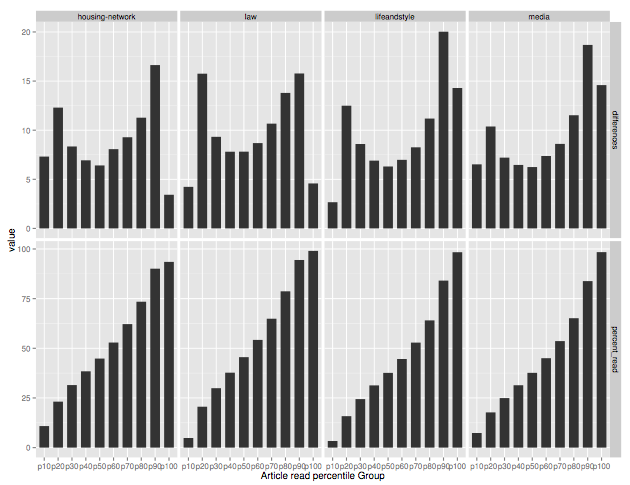 housing-network law lifeandstyle media
20
15
10
5
0
differences
value
100
75
50
25
0
percent_read
p10p20p30p40p50p60p70p80p90p100 p10p20p30p40p50p60p70p80p90p100 p10p20p30p40p50p60p70p80p90p100 p10p20p30p40p50p60p70p80p90p100
Article read percentile Group